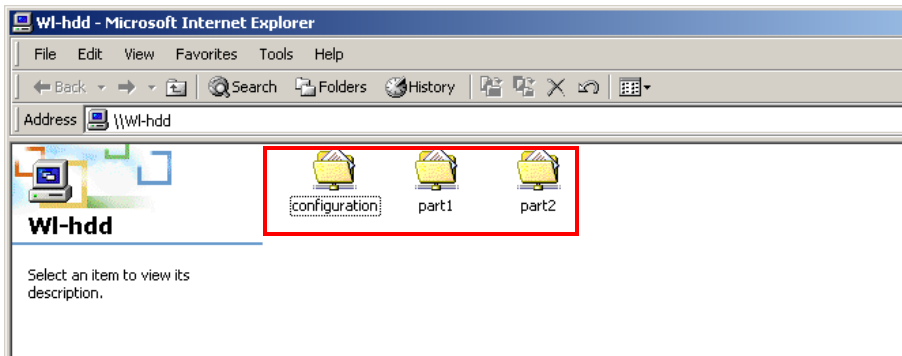 Wl-hdd - Microsoft Internet Explorer
File Edit View Favorites Tools Help
Back Search Folders History
Address \\Wl-hdd
configuration part1 part2
Wl-hdd
Select an item to view its
description.